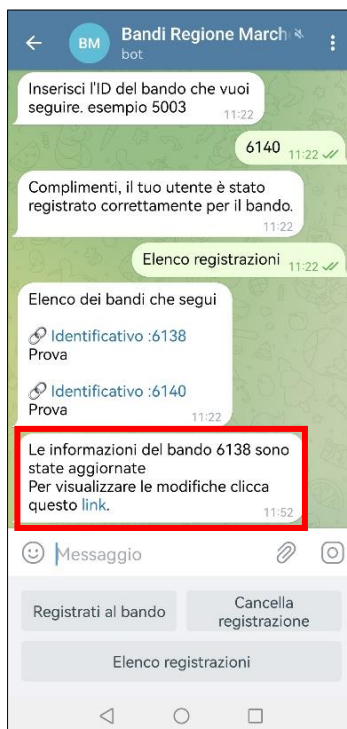 BM
Bandi Regione March
bot
Inserisci l'ID del bando che vuoi
seguire. esempio 5003
11:22
6140
11:22
Complimenti, il tuo utente è stato
registrato correttamente per il bando.
11:22
Elenco registrazioni
11:22
Elenco dei bandi che segui
Identificativo :6138
Prova
Identificativo :6140
Prova
11:22
Le informazioni del bando 6138 sono
state aggiornate
Per visualizzare le modifiche clicca
questo link.
11:52
Messaggio
Registrati al bando
Cancella
registrazione
Elenco registrazioni